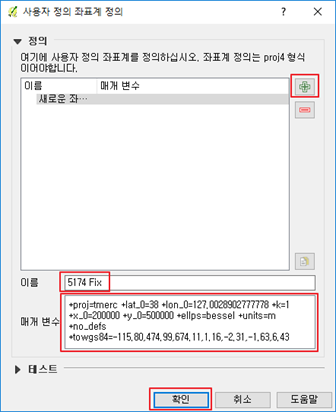 사용자 정의 좌표계 정의
정의
여기에 사용자 정의 좌표계를 정의하십시오. 좌표계 정의는 proj4 형식
이어야합니다.
이름 매개 변수
새로운 좌…
이름 5174 Fix
매개 변수
+proj=tmerc +lat_0=38 +lon_0=127.0028902777778 +k=1
+x_0=200000 +y_0=500000 +ellps=bessel +units=m
+no_defs
+towgs84=-115.80,474.99,674.11,1.16,-2.31,-1.63,6.43
테스트
확인 취소 도움말